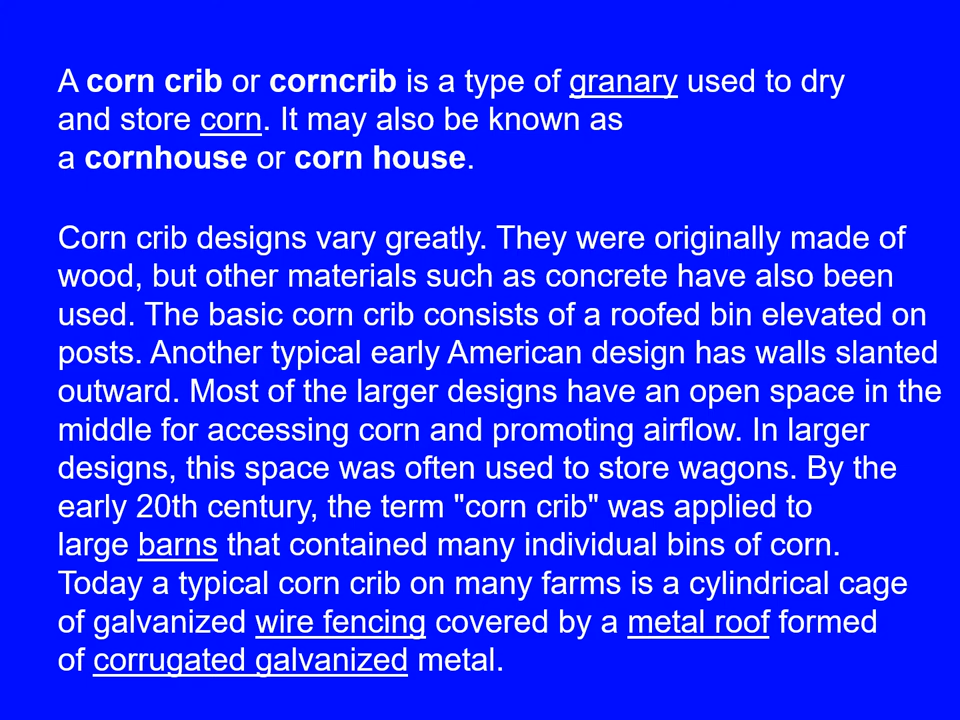 A corn crib or corncrib is a type of granary used to dry
and store corn. It may also be known as
a cornhouse or corn house.
Corn crib designs vary greatly. They were originally made of
wood, but other materials such as concrete have also been
used. The basic corn crib consists of a roofed bin elevated on
posts. Another typical early American design has walls slanted
outward. Most of the larger designs have an open space in the
middle for accessing corn and promoting airflow. In larger
designs, this space was often used to store wagons. By the
early 20th century, the term "corn crib" was applied to
large barns that contained many individual bins of corn.
Today a typical corn crib on many farms is a cylindrical cage
of galvanized wire fencing covered by a metal roof formed
of corrugated galvanized metal.